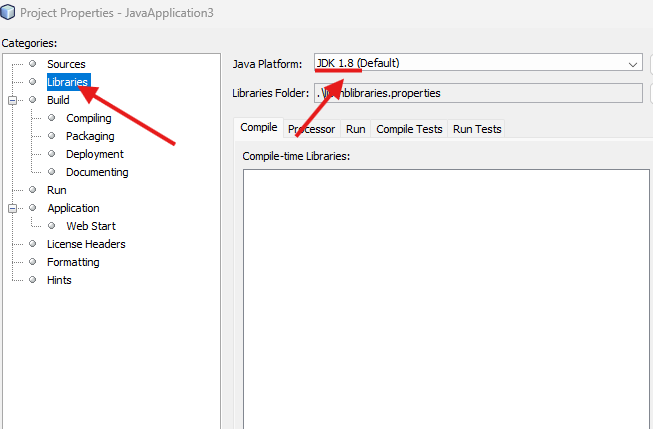 Project Properties - JavaApplication3
Categories:
Sources
Libraries
Build
Compiling
Packaging
Deployment
Documenting
Run
Application
Web Start
License Headers
Formatting
Hints
Java Platform: JDK 1.8 (Default)
Libraries Folder: .\ nblibraries.properties
Compile Processor Run Compile Tests Run Tests
Compile-time Libraries: